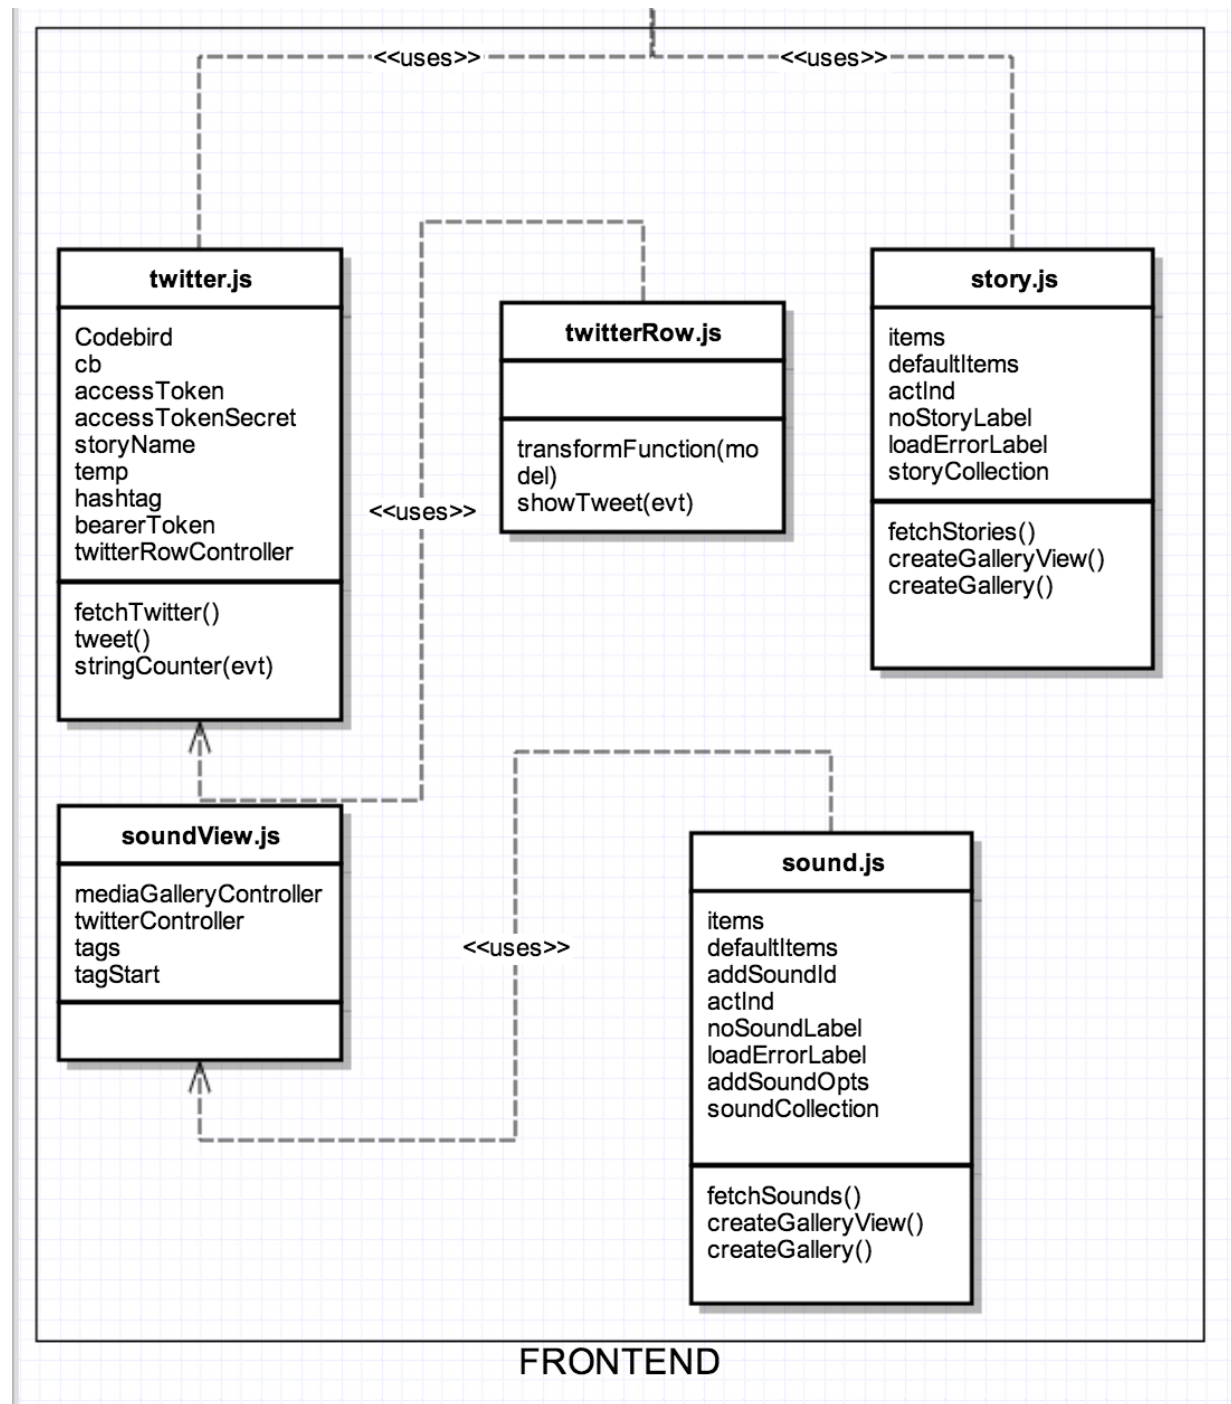 <<uses>>
<<uses>>
twitter.js
Codebird
cb
accessToken
accessTokenSecret
storyName
temp
hashtag
bearerToken
twitterRowController
fetchTwitter()
tweet()
stringCounter(evt)
<<uses>>
twitterRow.js
transformFunction(mo
del)
showTweet(evt)
story.js
items
defaultItems
actInd
noStoryLabel
loadErrorLabel
storyCollection
fetchStories()
createGalleryView()
createGallery()
soundView.js
mediaGalleryController
twitterController
tags
tagStart
<<uses>>
sound.js
items
defaultItems
addSoundId
actInd
noSoundLabel
loadErrorLabel
addSoundOpts
soundCollection
fetchSounds()
createGalleryView()
createGallery()
FRONTEND